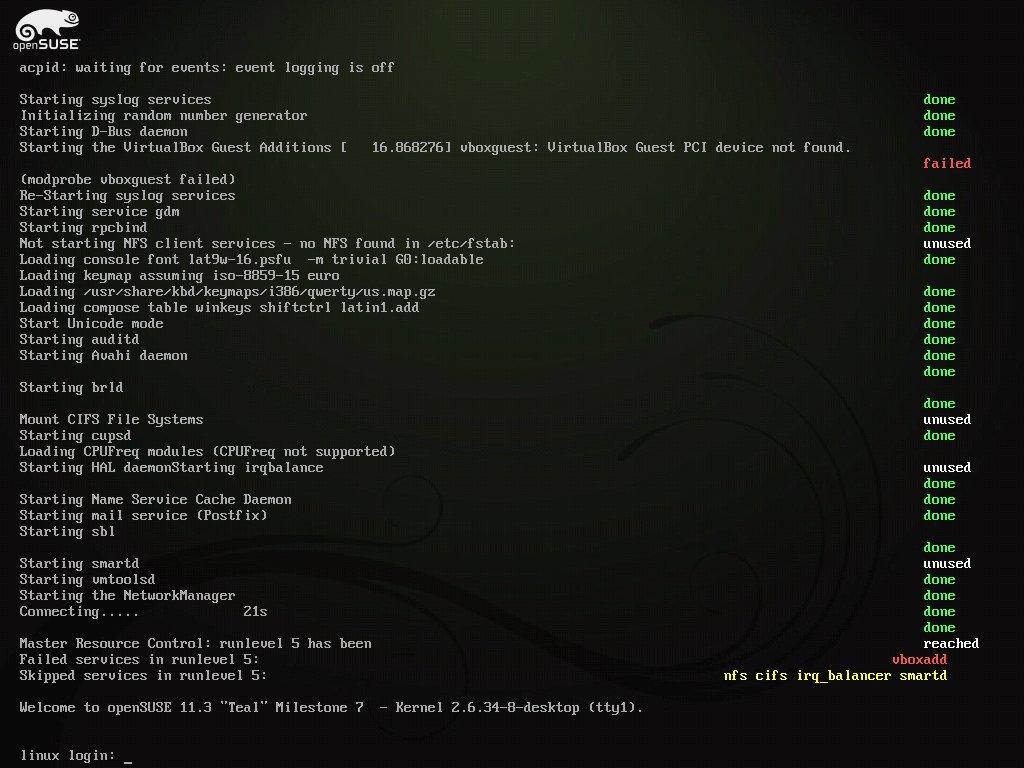 openSUSE
acpid: waiting for events: event logging is off
Starting syslog services done
Initializing random number generator done
Starting D-Bus daemon done
Starting the VirtualBox Guest Additions [   16.868276] vboxguest: VirtualBox Guest PCI device not found.
failed
(modprobe vboxguest failed)
Re-Starting syslog services done
Starting service gdm done
Starting rpcbind done
Not starting NFS client services - no NFS found in /etc/fstab: unused
Loading console font lat9w-16.psfu  -m trivial G0:loadable done
Loading keymap assuming iso-8859-15 euro
Loading /usr/share/kbd/keymaps/i386/qwerty/us.map.gz done
Loading compose table winkeys shiftctrl latin1.add done
Start Unicode mode done
Starting auditd done
Starting Avahi daemon done
done
Starting brld
done
Mount CIFS File Systems unused
Starting cupsd done
Loading CPUFreq modules (CPUFreq not supported)
Starting HAL daemonStarting irqbalance unused
done
Starting Name Service Cache Daemon done
Starting mail service (Postfix) done
Starting sbl
done
Starting smartd unused
Starting vmtoolsd done
Starting the NetworkManager done
Connecting..... 21s done
done
Master Resource Control: runlevel 5 has been reached
Failed services in runlevel 5: vboxadd
Skipped services in runlevel 5: nfs cifs irq_balancer smartd
Welcome to openSUSE 11.3 "Teal" Milestone 7  - Kernel 2.6.34-8-desktop (tty1).
linux login: _